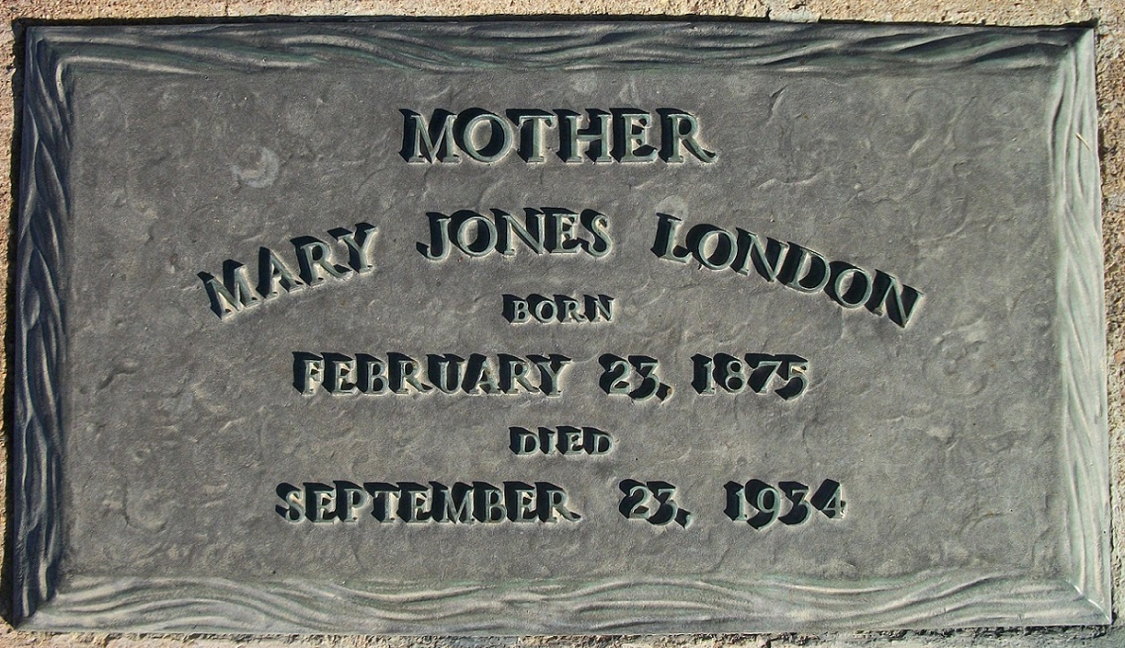 MOTHER
MARY JONES LONDON
BORN
FEBRUARY 23, 1875
DIED
SEPTEMBER 23, 1934